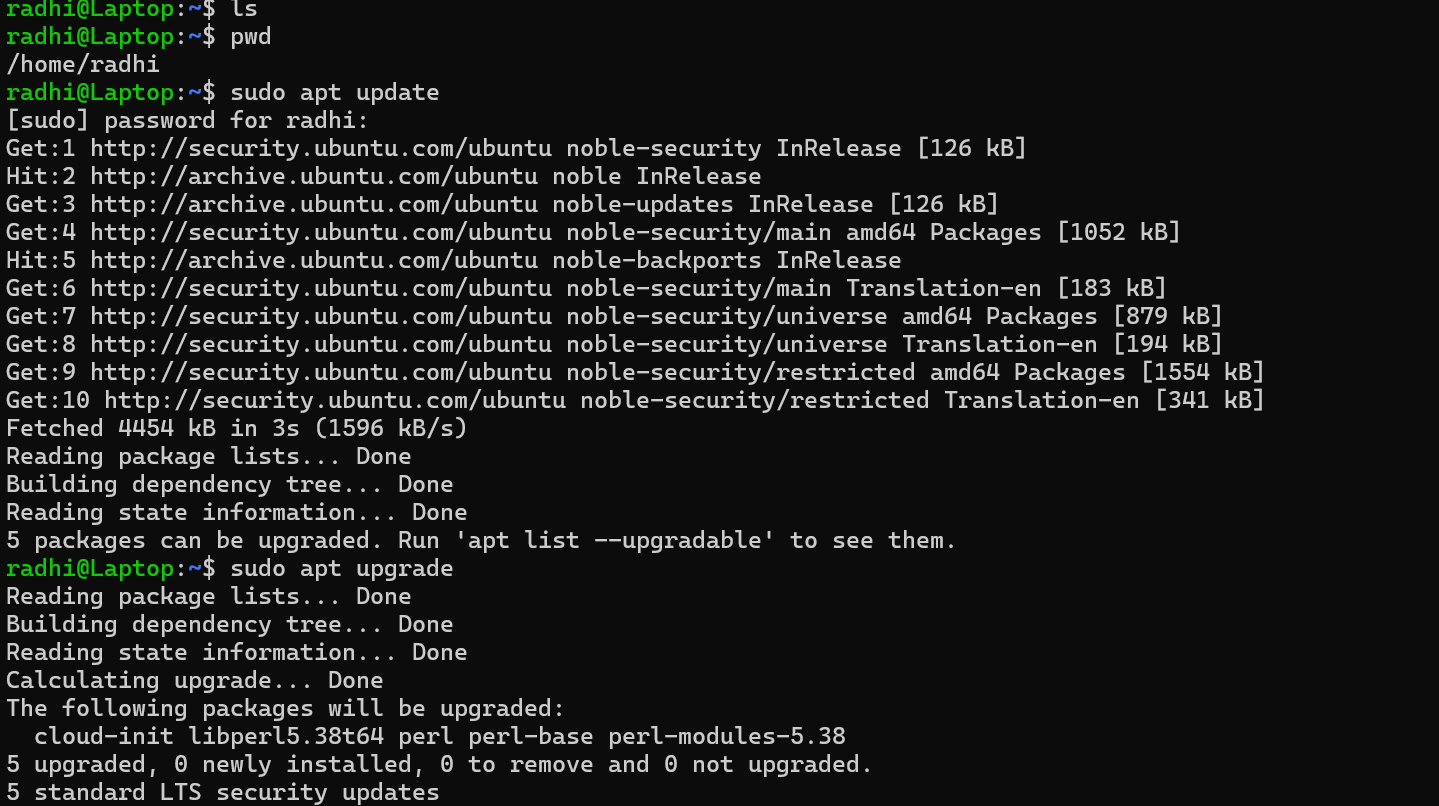 radhi@Laptop:~$ ls
radhi@Laptop:~$ pwd
/home/radhi
radhi@Laptop:~$ sudo apt update
[sudo] password for radhi:
Get:1 http://security.ubuntu.com/ubuntu noble-security InRelease [126 kB]
Hit:2 http://archive.ubuntu.com/ubuntu noble InRelease
Get:3 http://archive.ubuntu.com/ubuntu noble-updates InRelease [126 kB]
Get:4 http://security.ubuntu.com/ubuntu noble-security/main amd64 Packages [1052 kB]
Hit:5 http://archive.ubuntu.com/ubuntu noble-backports InRelease
Get:6 http://security.ubuntu.com/ubuntu noble-security/main Translation-en [183 kB]
Get:7 http://security.ubuntu.com/ubuntu noble-security/universe amd64 Packages [879 kB]
Get:8 http://security.ubuntu.com/ubuntu noble-security/universe Translation-en [194 kB]
Get:9 http://security.ubuntu.com/ubuntu noble-security/restricted amd64 Packages [1554 kB]
Get:10 http://security.ubuntu.com/ubuntu noble-security/restricted Translation-en [341 kB]
Fetched 4454 kB in 3s (1596 kB/s)
Reading package lists... Done
Building dependency tree... Done
Reading state information... Done
5 packages can be upgraded. Run 'apt list --upgradable' to see them.
radhi@Laptop:~$ sudo apt upgrade
Reading package lists... Done
Building dependency tree... Done
Reading state information... Done
Calculating upgrade... Done
The following packages will be upgraded:
  cloud-init libperl5.38t64 perl perl-base perl-modules-5.38
5 upgraded, 0 newly installed, 0 to remove and 0 not upgraded.
5 standard LTS security updates